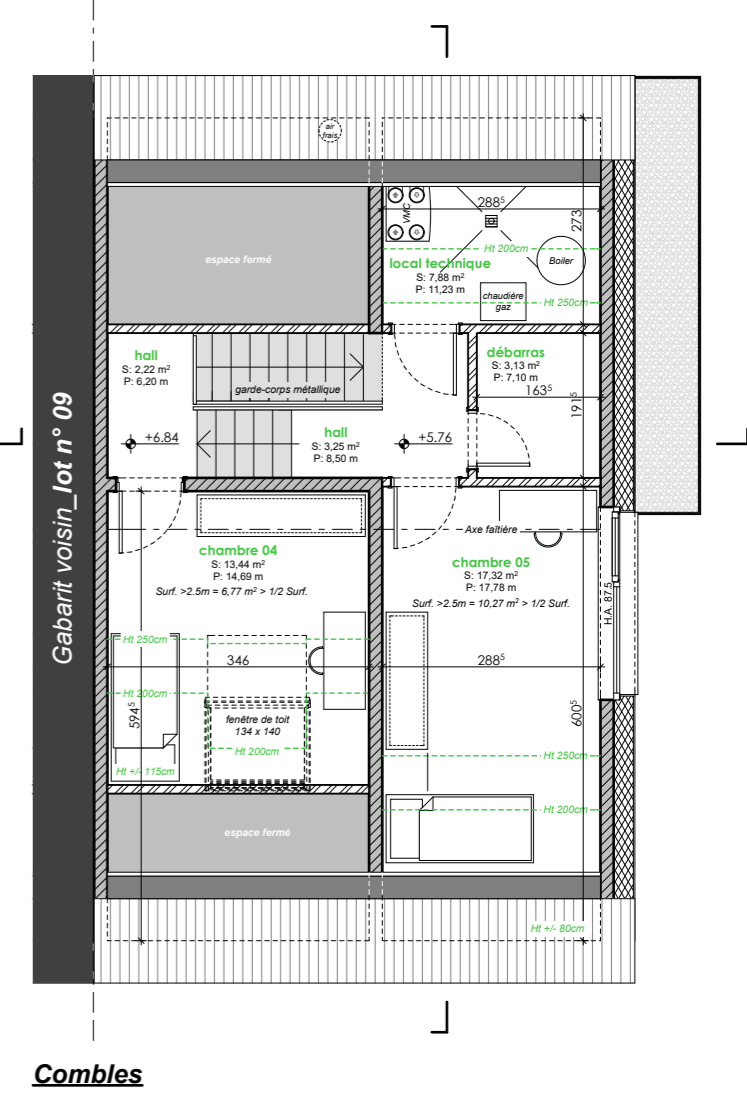 air
frais
VMC
288⁵
273
Ht 200cm
espace fermé
local technique
S: 7,88 m²
P: 11,23 m
Boiler
chaudière
gaz
Ht 250cm
hall
S: 2,22 m²
P: 6,20 m
débarras
S: 3,13 m²
P: 7,10 m
163⁵
191⁵
garde-corps métallique
hall
S: 3,25 m²
P: 8,50 m
+6.84
+5.76
Gabarit voisin_lot n° 09
Axe faîtière
chambre 04
S: 13,44 m²
P: 14,69 m
Surf. >2.5m = 6,77 m² > 1/2 Surf.
chambre 05
S: 17,32 m²
P: 17,78 m
Surf. >2.5m = 10,27 m² > 1/2 Surf.
H.A. 87.5
Ht 250cm
346
288⁵
Ht 200cm
594⁵
600⁵
fenêtre de toit
134 x 140
Ht 200cm
Ht 250cm
Ht +/- 115cm
Ht 200cm
espace fermé
Ht +/- 80cm
Combles